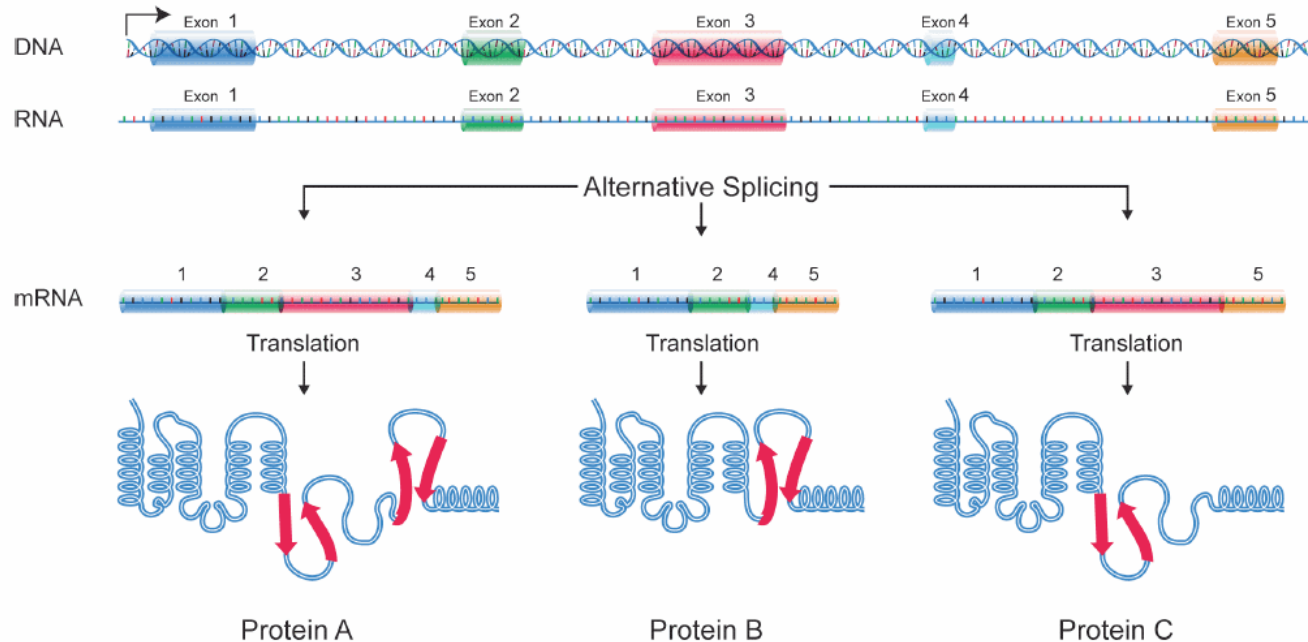 Exon 1 Exon 2 Exon 3 Exon 4 Exon 5
DNA
Exon 1 Exon 2 Exon 3 Exon 4 Exon 5
RNA
Alternative Splicing
1 2 3 4 5 1 2 4 5 1 2 3 5
mRNA
Translation Translation Translation
Protein A Protein B Protein C